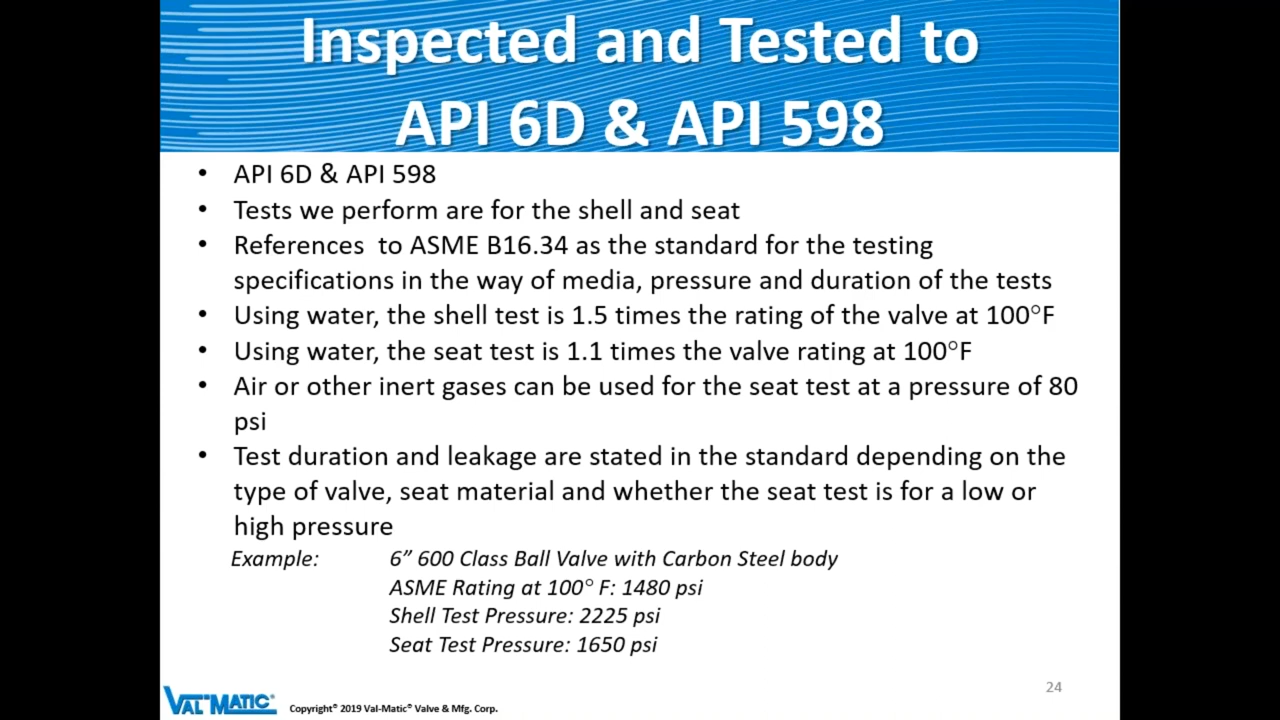 Inspected and Tested to
API 6D & API 598
• API 6D & API 598
• Tests we perform are for the shell and seat
• References  to ASME B16.34 as the standard for the testing
specifications in the way of media, pressure and duration of the tests
• Using water, the shell test is 1.5 times the rating of the valve at 100°F
• Using water, the seat test is 1.1 times the valve rating at 100°F
• Air or other inert gases can be used for the seat test at a pressure of 80
psi
• Test duration and leakage are stated in the standard depending on the
type of valve, seat material and whether the seat test is for a low or
high pressure
Example: 6” 600 Class Ball Valve with Carbon Steel body
ASME Rating at 100° F: 1480 psi
Shell Test Pressure: 2225 psi
Seat Test Pressure: 1650 psi
24
VAL-MATIC®
Copyright® 2019 Val-Matic® Valve & Mfg. Corp.